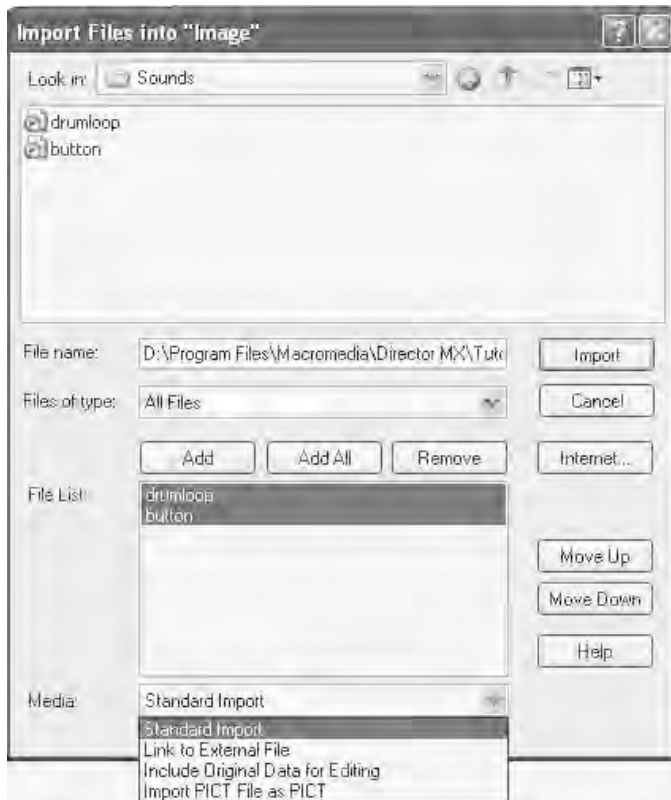 Import Files into "Image"
Look in: Sounds
drumloop
button
File name: D:\Program Files\Macromedia\Director MX\Tuto
Import
Files of type: All Files
Cancel
Add Add All Remove Internet...
File List: drumloop
button
Move Up
Move Down
Help
Media: Standard Import
Standard Import
Link to External File
Include Original Data for Editing
Import PICT File as PICT